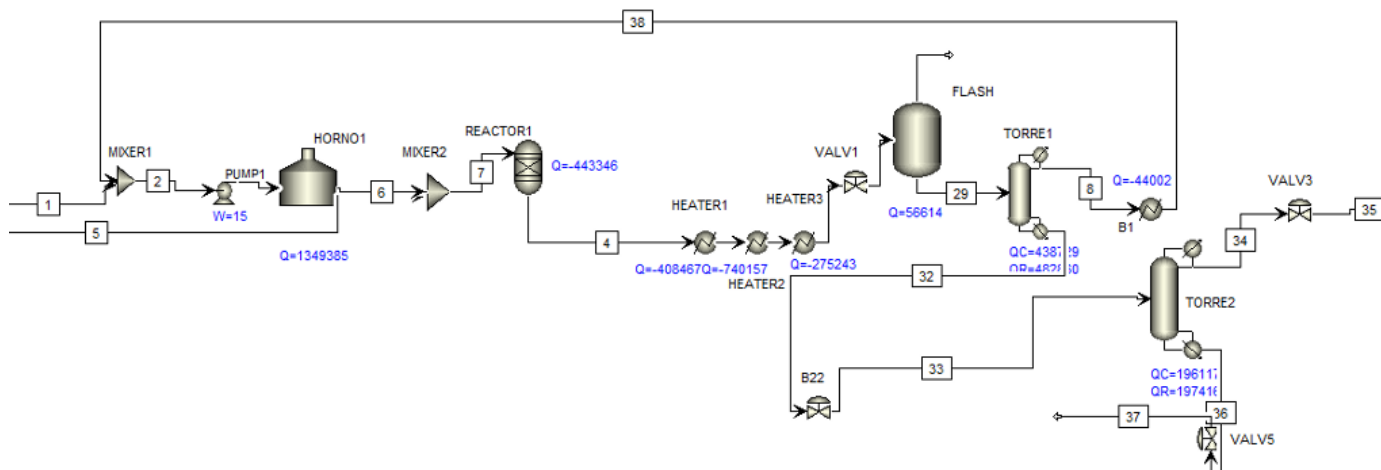 38
FLASH
HORNO1
REACTOR1
MIXER1
MIXER2
7
TORRE1
VALV1
Q=-443346
2
PUMP1
6
8
Q=-44002
VALV3
1
HEATER1
HEATER3
29
W=15
Q=56614
35
5
4
B1
34
Q=1349385
Q=-408467
Q=-740157
Q=-275243
HEATER2
32
TORRE2
33
B22
37
36
VALV5